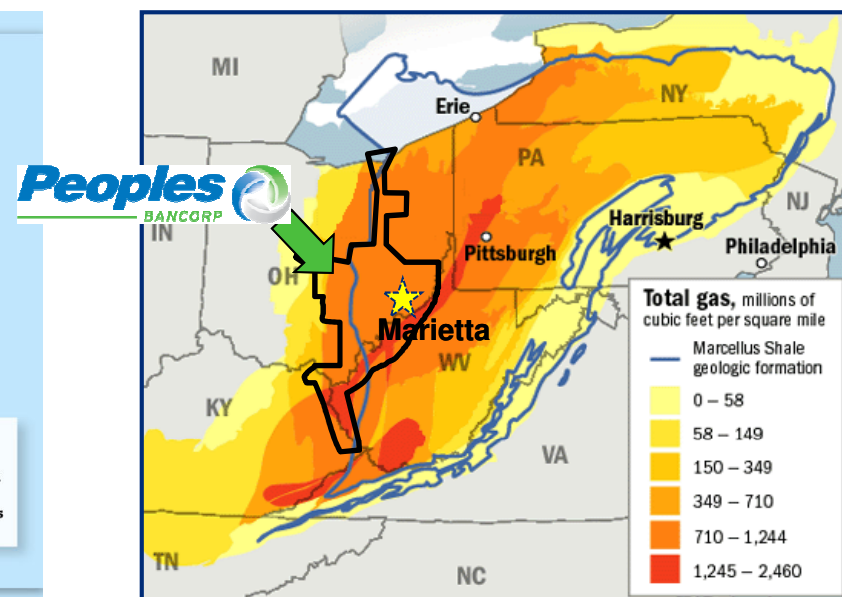 MI
Erie
NY
PA
Peoples
BANCORP
IN
OH
Pittsburgh
Harrisburg
NJ
Philadelphia
Marietta
WV
KY
VA
TN
NC
Total gas, millions of
cubic feet per square mile
Marcellus Shale
geologic formation
0 – 58
58 – 149
150 – 349
349 – 710
710 – 1,244
1,245 – 2,460